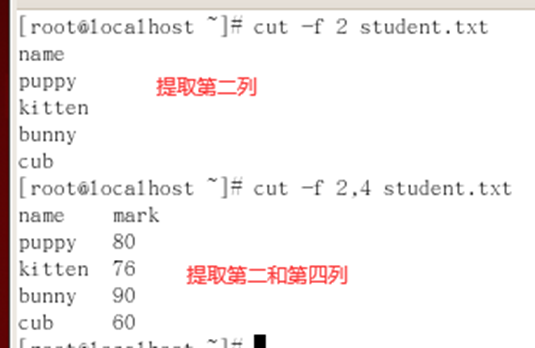 [root@localhost ~]# cut -f 2 student.txt
name
puppy
提取第二列
kitten
bunny
cub
[root@localhost ~]# cut -f 2,4 student.txt
name mark
puppy 80
kitten 76
提取第二和第四列
bunny 90
cub 60
[root@localhost ~]#